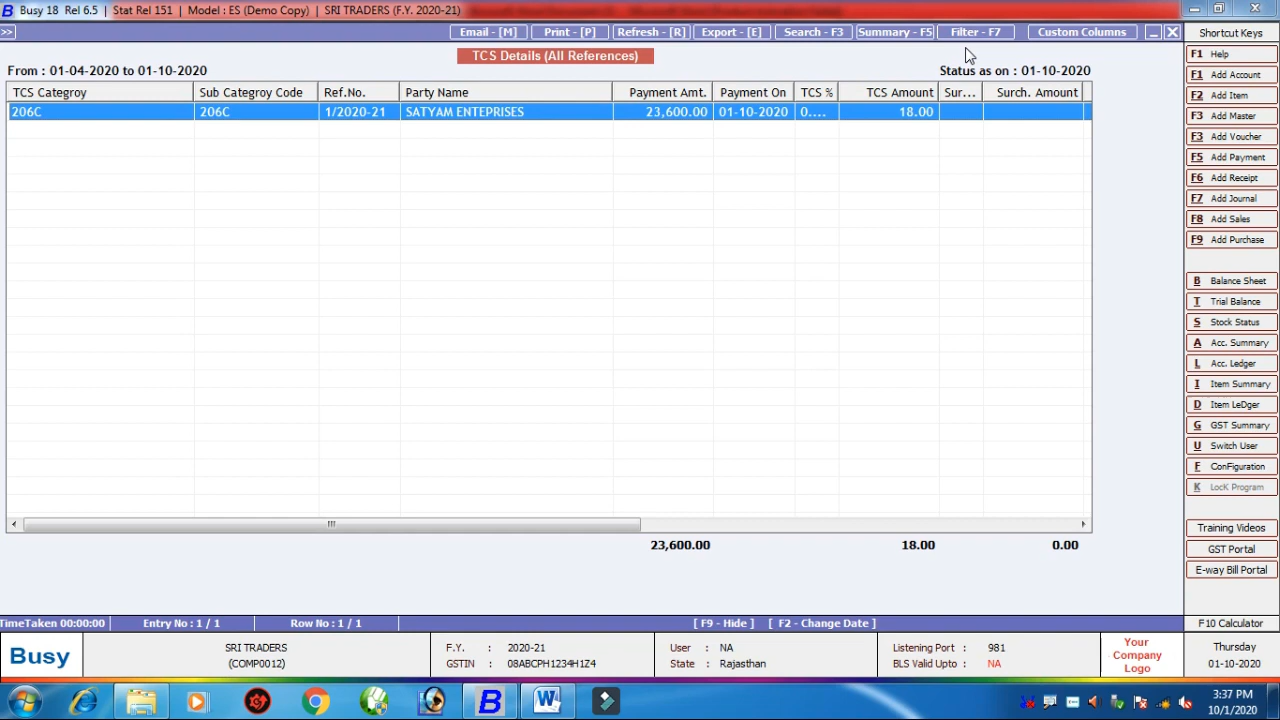 Busy 18 Rel 6.5 | Stat Rel 151 | Model : ES (Demo Copy) | SRI TRADERS (F.Y. 2020-21)
>> Email - [M] Print - [P] Refresh - [R] Export - [E] Search - F3 Summary - F5 Filter - F7 Custom Columns
TCS Details (All References)
From : 01-04-2020 to 01-10-2020 Status as on : 01-10-2020
TCS Categroy Sub Categroy Code Ref.No. Party Name Payment Amt. Payment On TCS % TCS Amount Sur... Surch. Amount
206C 206C 1/2020-21 SATYAM ENTEPRISES 23,600.00 01-10-2020 0.... 18.00
23,600.00 18.00 0.00
Shortcut Keys
F1 Help
F1 Add Account
F2 Add Item
F3 Add Master
F3 Add Voucher
F5 Add Payment
F6 Add Receipt
F7 Add Journal
F8 Add Sales
F9 Add Purchase
B Balance Sheet
T Trial Balance
S Stock Status
A Acc. Summary
L Acc. Ledger
I Item Summary
D Item LeDger
G GST Summary
U Switch User
F ConFiguration
K LocK Program
Training Videos
GST Portal
E-way Bill Portal
TimeTaken 00:00:00 Entry No : 1 / 1 Row No : 1 / 1 [ F9 - Hide ] [ F2 - Change Date ] F10 Calculator
Busy
SRI TRADERS
(COMP0012)
F.Y. : 2020-21
GSTIN : 08ABCPH1234H1Z4
User : NA
State : Rajasthan
Listening Port : 981
BLS Valid Upto : NA
Your
Company
Logo
Thursday
01-10-2020
3:37 PM
10/1/2020